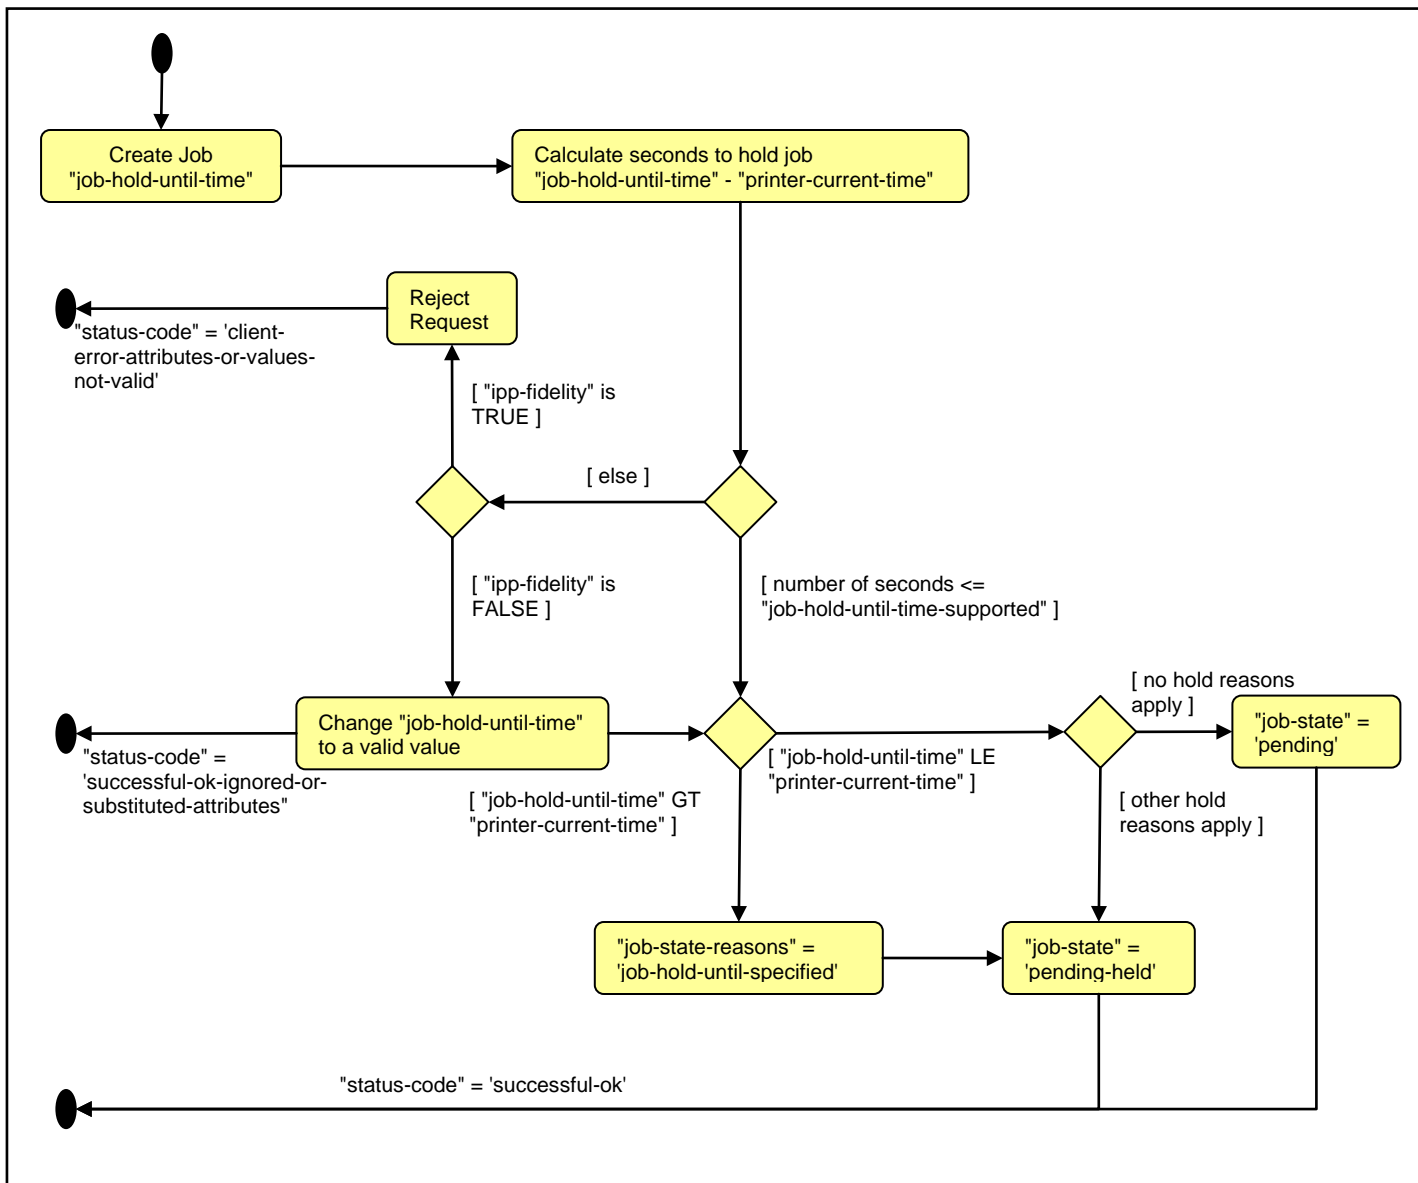 Create Job
"job-hold-until-time"
Calculate seconds to hold job
"job-hold-until-time" - "printer-current-time"
Reject
Request
"status-code" = 'client-
error-attributes-or-values-
not-valid'
[ "ipp-fidelity" is
TRUE ]
[ else ]
[ "ipp-fidelity" is
FALSE ]
[ number of seconds <=
"job-hold-until-time-supported" ]
[ no hold reasons
apply ]
Change "job-hold-until-time"
to a valid value
"job-state" =
'pending'
"status-code" =
'successful-ok-ignored-or-
substituted-attributes"
[ "job-hold-until-time" LE
"printer-current-time" ]
[ "job-hold-until-time" GT
"printer-current-time" ]
[ other hold
reasons apply ]
"job-state-reasons" =
'job-hold-until-specified'
"job-state" =
'pending-held'
"status-code" = 'successful-ok'